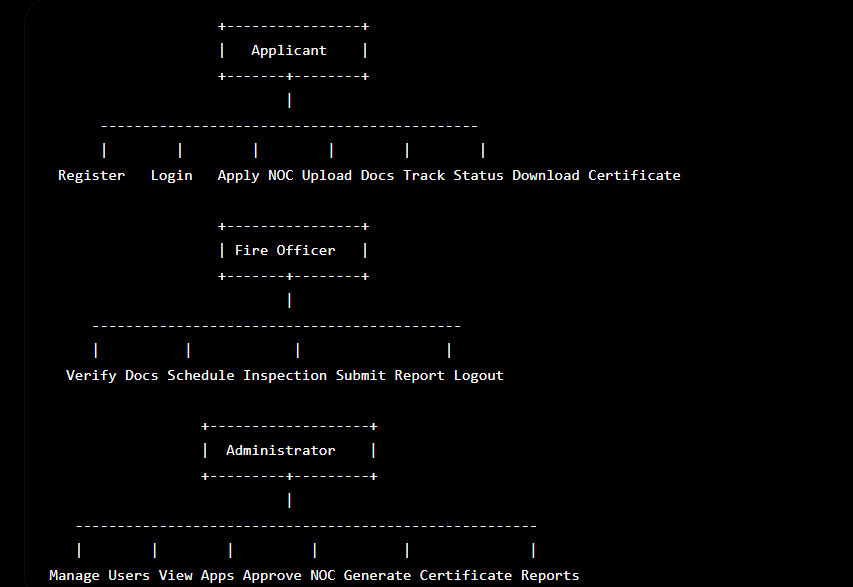 Applicant
Register Login Apply NOC Upload Docs Track Status Download Certificate
Fire Officer
Verify Docs Schedule Inspection Submit Report Logout
Administrator
Manage Users View Apps Approve NOC Generate Certificate Reports